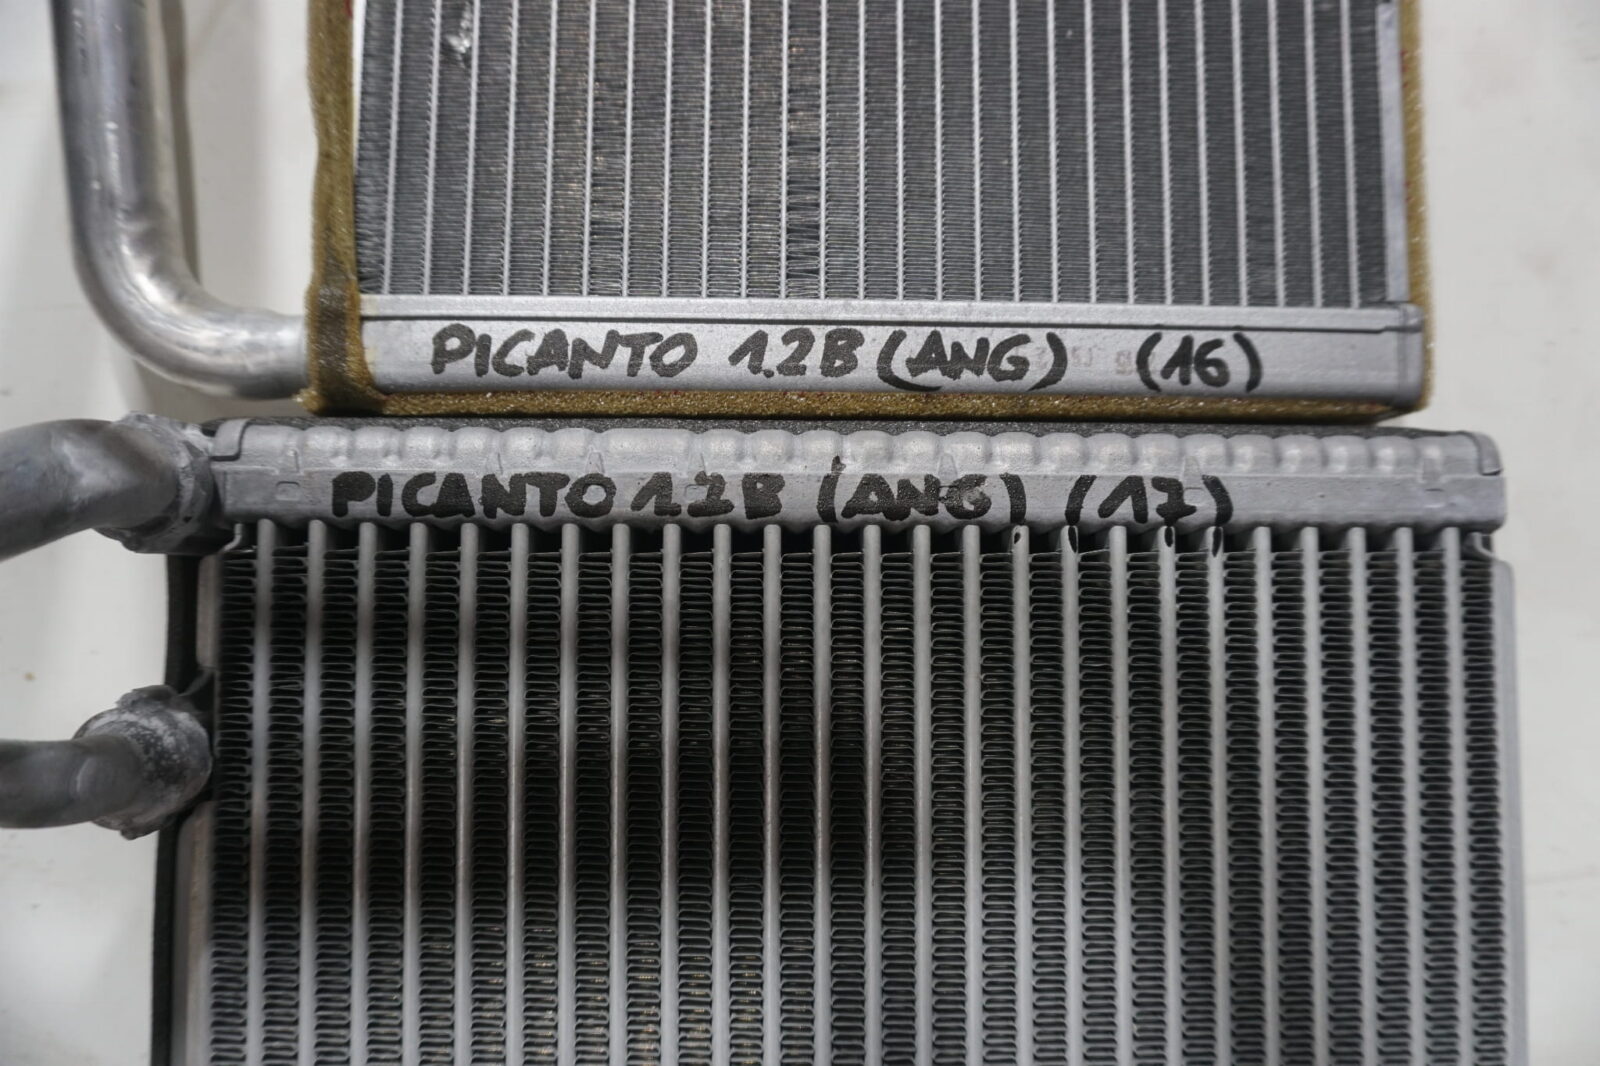 PICANTO 1.2B (ANG) (16)
PICANTO 1.2B (ANG) (17)